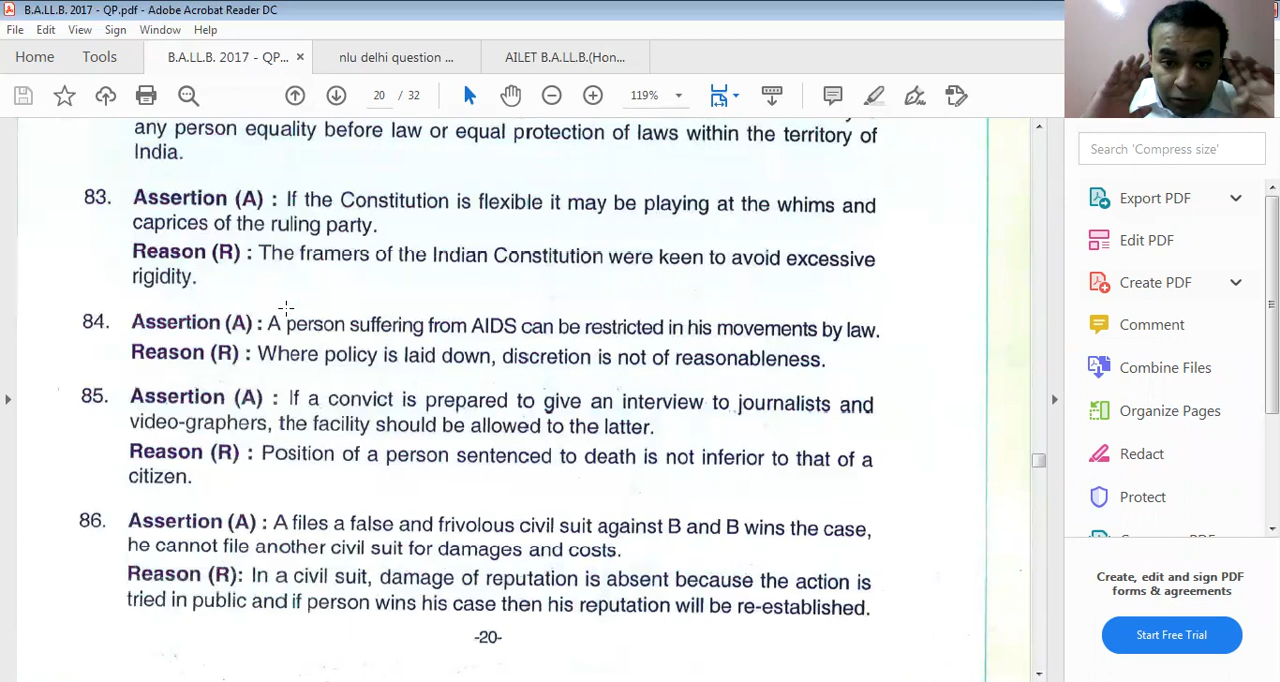 B.A.LL.B. 2017 - QP.pdf - Adobe Acrobat Reader DC
File Edit View Sign Window Help
Home Tools B.A.LL.B. 2017 - QP... × nlu delhi question ... AILET B.A.LL.B.(Hon...
20 / 32 119%
any person equality before law or equal protection of laws within the territory of
India.
83. Assertion (A) : If the Constitution is flexible it may be playing at the whims and
caprices of the ruling party.
Reason (R) : The framers of the Indian Constitution were keen to avoid excessive
rigidity.
84. Assertion (A) : A person suffering from AIDS can be restricted in his movements by law.
Reason (R) : Where policy is laid down, discretion is not of reasonableness.
85. Assertion (A) : If a convict is prepared to give an interview to journalists and
video-graphers, the facility should be allowed to the latter.
Reason (R) : Position of a person sentenced to death is not inferior to that of a
citizen.
86. Assertion (A) : A files a false and frivolous civil suit against B and B wins the case,
he cannot file another civil suit for damages and costs.
Reason (R): In a civil suit, damage of reputation is absent because the action is
tried in public and if person wins his case then his reputation will be re-established.
-20-
Search 'Compress size'
Export PDF
Edit PDF
Create PDF
Comment
Combine Files
Organize Pages
Redact
Protect
Create, edit and sign PDF
forms & agreements
Start Free Trial